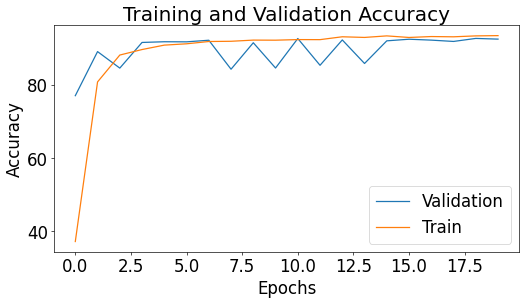 Training and Validation Accuracy
Accuracy
80
60
40
Validation
Train
0.0 2.5 5.0 7.5 10.0 12.5 15.0 17.5
Epochs